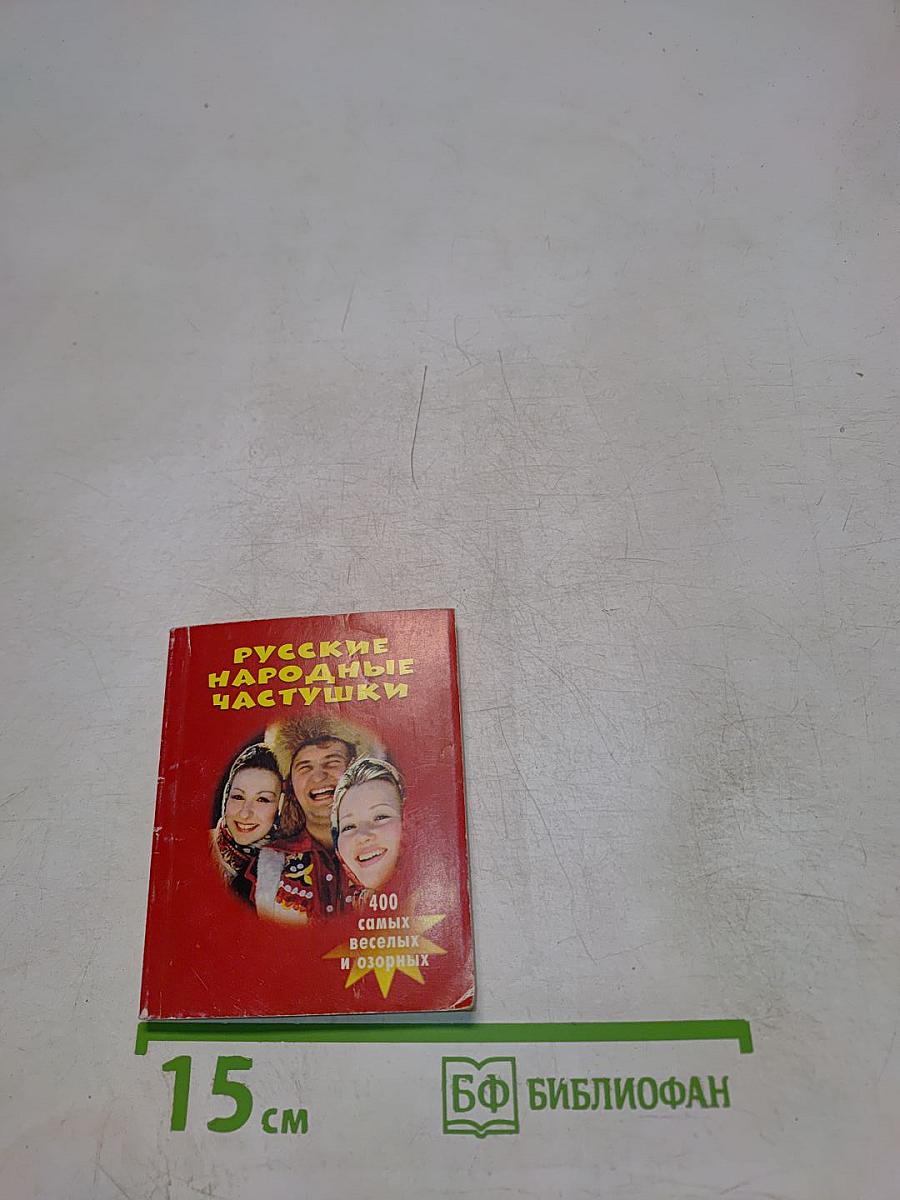 РУССКИЕ
НАРОДНЫЕ
ЧАСТУШКИ
400
самых
веселых
и озорных
15 см
БФ БИБЛИОФАН